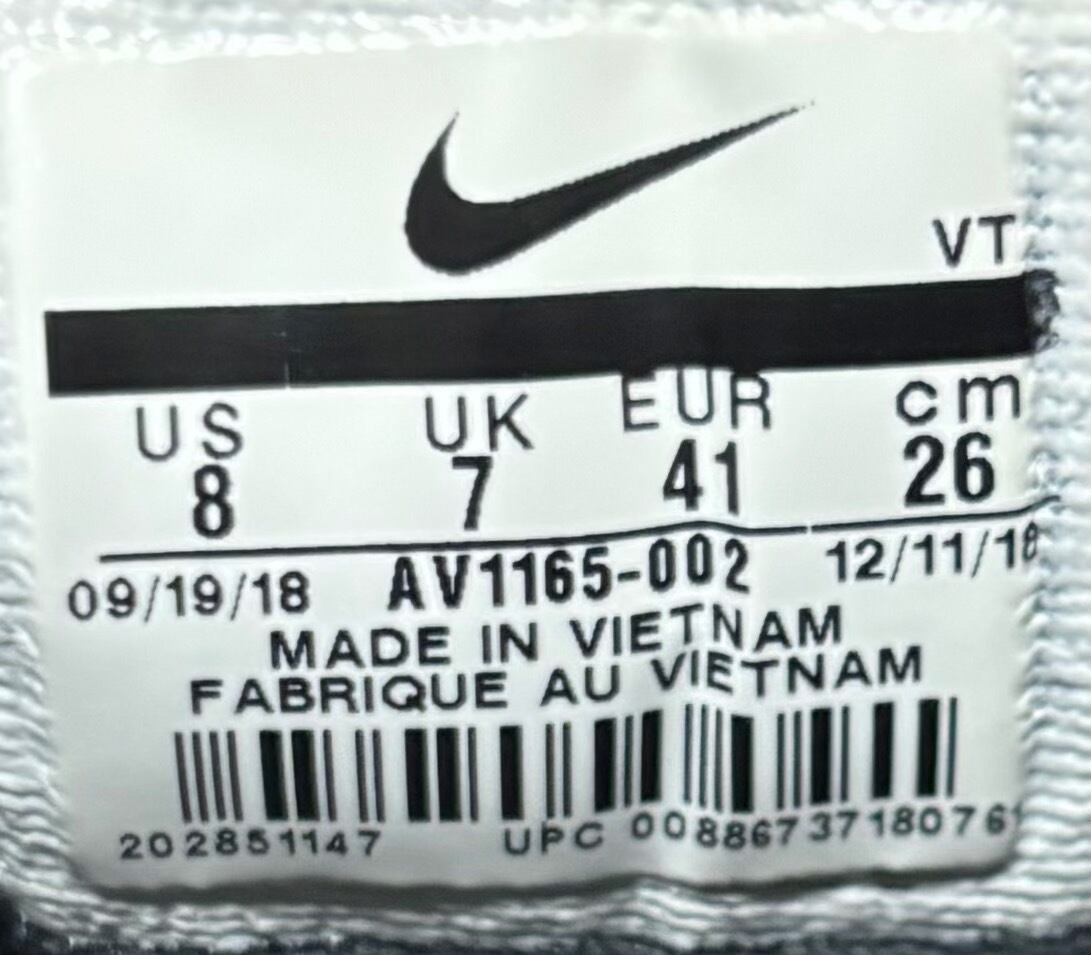 VT
US UK EUR cm
8 7 41 26
09/19/18 AV1165-002 12/11/18
MADE IN VIETNAM
FABRIQUE AU VIETNAM
202851147 UPC 00886737180761